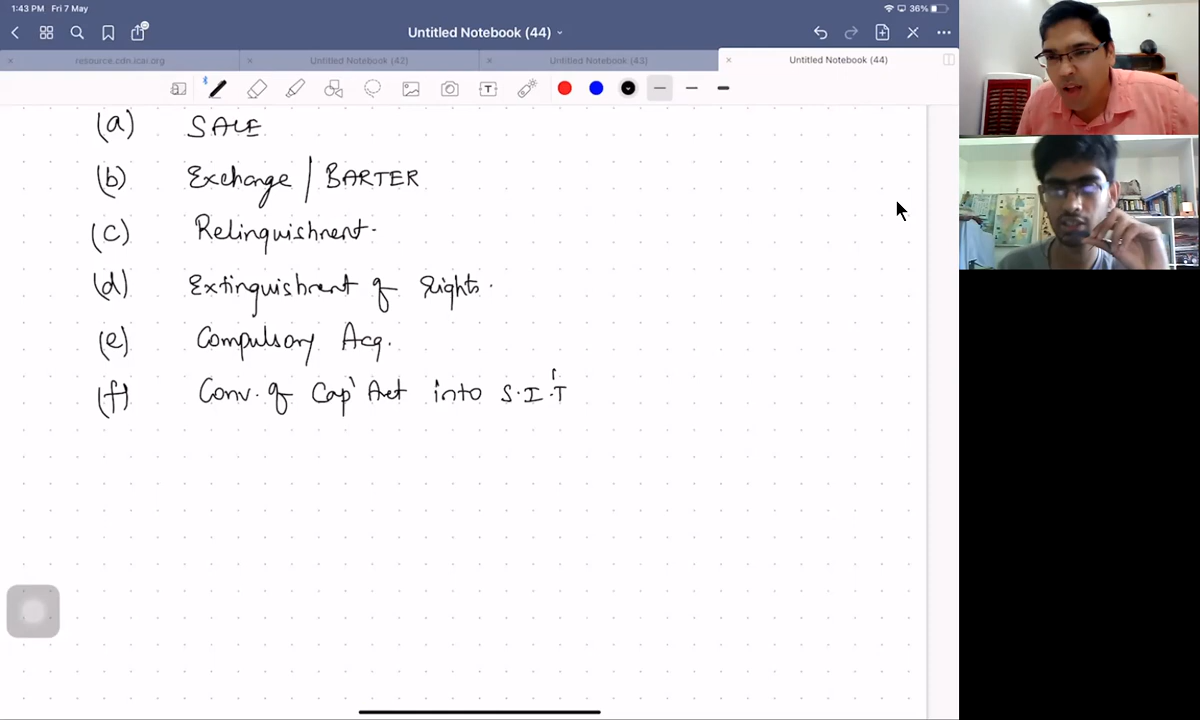 1:43 PM Fri 7 May
36%
Untitled Notebook (44)
resource.cdn.icai.org
Untitled Notebook (42)
Untitled Notebook (43)
Untitled Notebook (44)
(a) SALE
(b) Exchange / BARTER
(c) Relinquishment.
(d) Extinguishment of rights.
(e) Compulsory Acq.
(f) Conv. of Cap' Aet into S.I.T